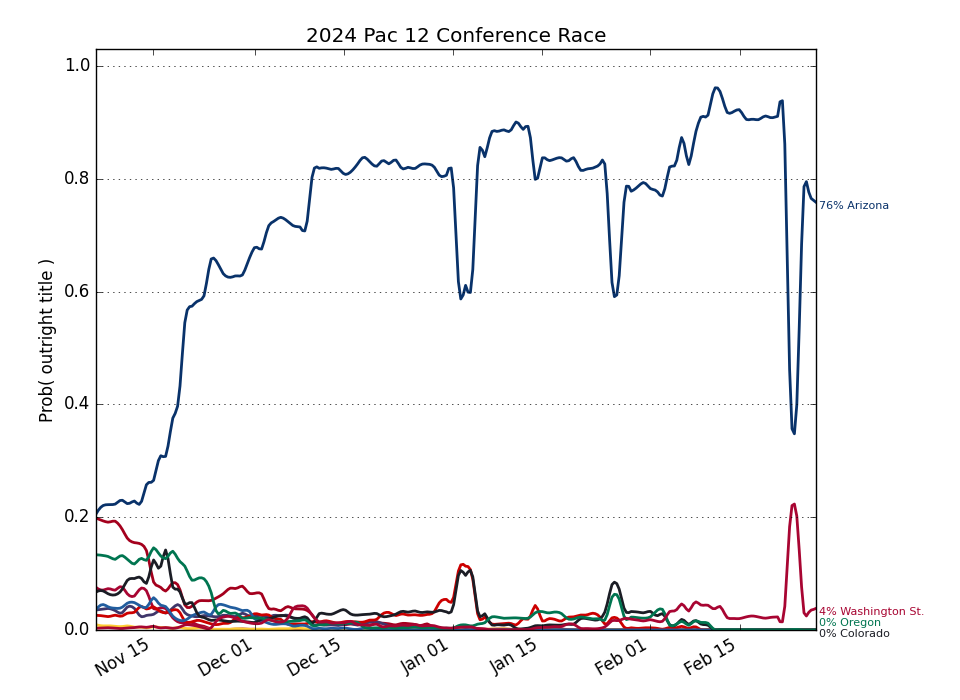 2024 Pac 12 Conference Race
1.0
0.8
0.6
0.4
0.2
0.0
Prob( outright title )
76% Arizona
4% Washington St.
0% Oregon
0% Colorado
Nov 15
Dec 01
Dec 15
Jan 01
Jan 15
Feb 01
Feb 15